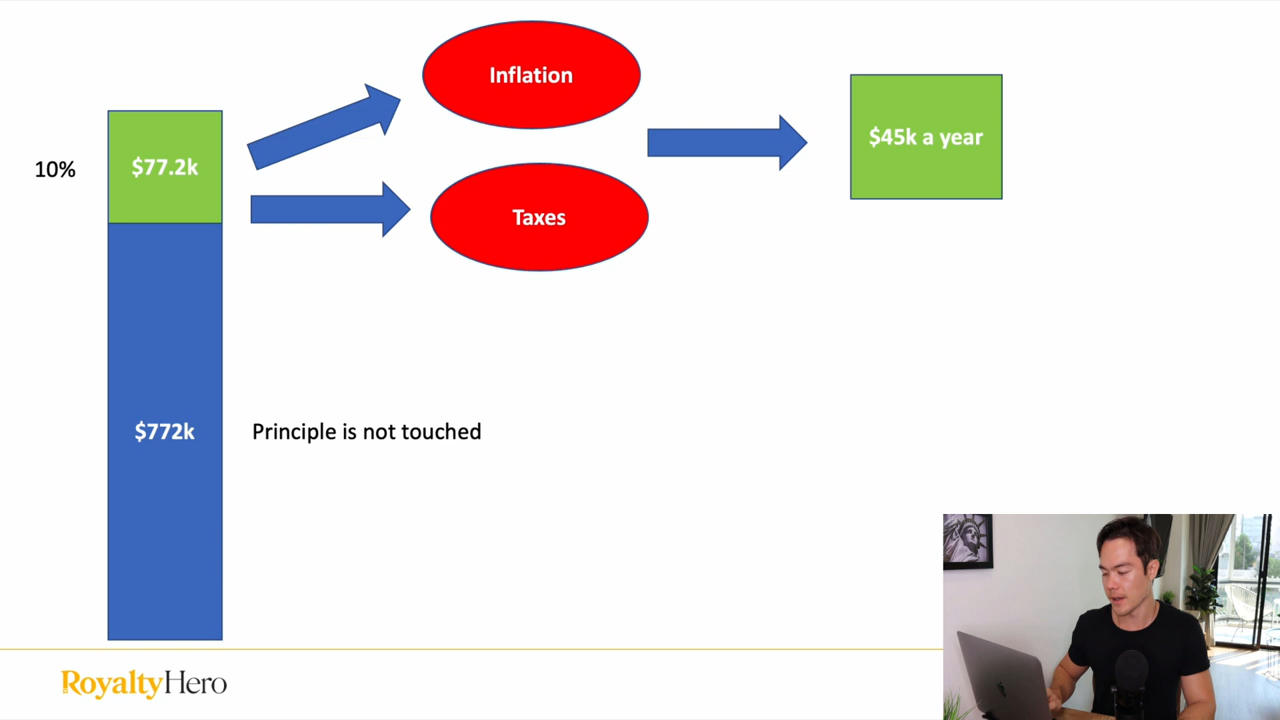 Inflation
10%
$77.2k
$45k a year
Taxes
$772k
Principle is not touched
RoyaltyHero